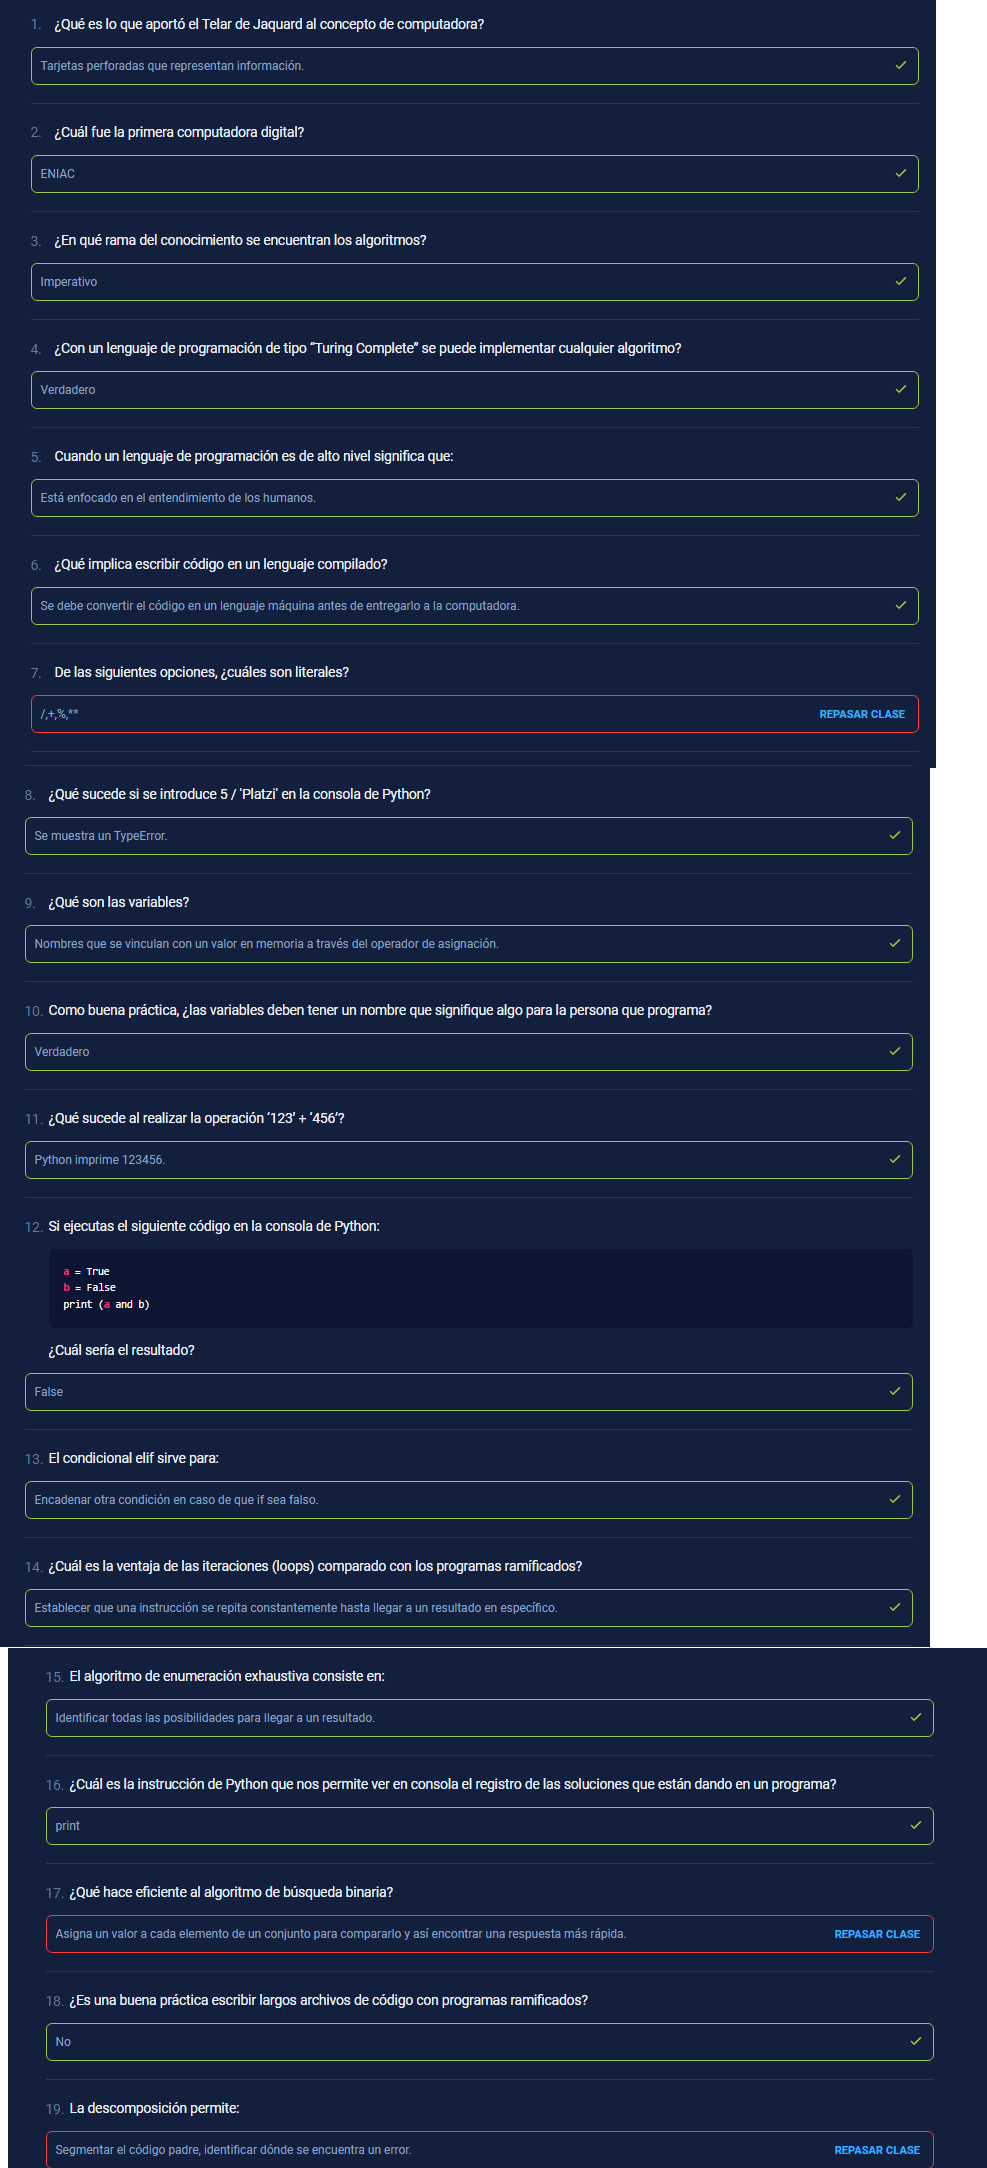 1. ¿Qué es lo que aportó el Telar de Jaquard al concepto de computadora?
Tarjetas perforadas que representan información.
2. ¿Cuál fue la primera computadora digital?
ENIAC
3. ¿En qué rama del conocimiento se encuentran los algoritmos?
Imperativo
4. ¿Con un lenguaje de programación de tipo “Turing Complete” se puede implementar cualquier algoritmo?
Verdadero
5. Cuando un lenguaje de programación es de alto nivel significa que:
Está enfocado en el entendimiento de los humanos.
6. ¿Qué implica escribir código en un lenguaje compilado?
Se debe convertir el código en un lenguaje máquina antes de entregarlo a la computadora.
7. De las siguientes opciones, ¿cuáles son literales?
/,+,%,** REPASAR CLASE
8. ¿Qué sucede si se introduce 5 / 'Platzi' en la consola de Python?
Se muestra un TypeError.
9. ¿Qué son las variables?
Nombres que se vinculan con un valor en memoria a través del operador de asignación.
10. Como buena práctica, ¿las variables deben tener un nombre que signifique algo para la persona que programa?
Verdadero
11. ¿Qué sucede al realizar la operación ‘123’ + ‘456’?
Python imprime 123456.
12. Si ejecutas el siguiente código en la consola de Python:
a = True
b = False
print (a and b)
¿Cuál sería el resultado?
False
13. El condicional elif sirve para:
Encadenar otra condición en caso de que if sea falso.
14. ¿Cuál es la ventaja de las iteraciones (loops) comparado con los programas ramíficados?
Establecer que una instrucción se repita constantemente hasta llegar a un resultado en específico.
15. El algoritmo de enumeración exhaustiva consiste en:
Identificar todas las posibilidades para llegar a un resultado.
16. ¿Cuál es la instrucción de Python que nos permite ver en consola el registro de las soluciones que están dando en un programa?
print
17. ¿Qué hace eficiente al algoritmo de búsqueda binaria?
Asigna un valor a cada elemento de un conjunto para compararlo y así encontrar una respuesta más rápida. REPASAR CLASE
18. ¿Es una buena práctica escribir largos archivos de código con programas ramificados?
No
19. La descomposición permite:
Segmentar el código padre, identificar dónde se encuentra un error. REPASAR CLASE